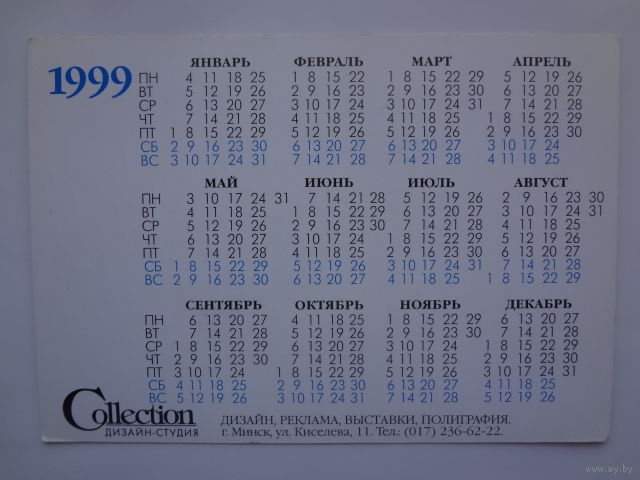 1999
ЯНВАРЬ ФЕВРАЛЬ МАРТ АПРЕЛЬ
ПН 4 11 18 25 1 8 15 22 1 8 15 22 29 5 12 19 26
ВТ 5 12 19 26 2 9 16 23 2 9 16 23 30 6 13 20 27
СР 6 13 20 27 3 10 17 24 3 10 17 24 31 7 14 21 28
ЧТ 7 14 21 28 4 11 18 25 4 11 18 25 1 8 15 22 29
ПТ 1 8 15 22 29 5 12 19 26 5 12 19 26 2 9 16 23 30
СБ 2 9 16 23 30 6 13 20 27 6 13 20 27 3 10 17 24
ВС 3 10 17 24 31 7 14 21 28 7 14 21 28 4 11 18 25
МАЙ ИЮНЬ ИЮЛЬ АВГУСТ
ПН 3 10 17 24 31 7 14 21 28 5 12 19 26 2 9 16 23 30
ВТ 4 11 18 25 1 8 15 22 29 6 13 20 27 3 10 17 24 31
СР 5 12 19 26 2 9 16 23 30 7 14 21 28 4 11 18 25
ЧТ 6 13 20 27 3 10 17 24 1 8 15 22 29 5 12 19 26
ПТ 7 14 21 28 4 11 18 25 2 9 16 23 30 6 13 20 27
СБ 1 8 15 22 29 5 12 19 26 3 10 17 24 31 7 14 21 28
ВС 2 9 16 23 30 6 13 20 27 4 11 18 25 1 8 15 22 29
СЕНТЯБРЬ ОКТЯБРЬ НОЯБРЬ ДЕКАБРЬ
ПН 6 13 20 27 4 11 18 25 1 8 15 22 29 6 13 20 27
ВТ 7 14 21 28 5 12 19 26 2 9 16 23 30 7 14 21 28
СР 1 8 15 22 29 6 13 20 27 3 10 17 24 1 8 15 22 29
ЧТ 2 9 16 23 30 7 14 21 28 4 11 18 25 2 9 16 23 30
ПТ 3 10 17 24 1 8 15 22 29 5 12 19 26 3 10 17 24 31
СБ 4 11 18 25 2 9 16 23 30 6 13 20 27 4 11 18 25
ВС 5 12 19 26 3 10 17 24 31 7 14 21 28 5 12 19 26
Collection
ДИЗАЙН-СТУДИЯ
ДИЗАЙН, РЕКЛАМА, ВЫСТАВКИ, ПОЛИГРАФИЯ.
г. Минск, ул. Киселева, 11. Тел.: (017) 236-62-22.
www.ay.by